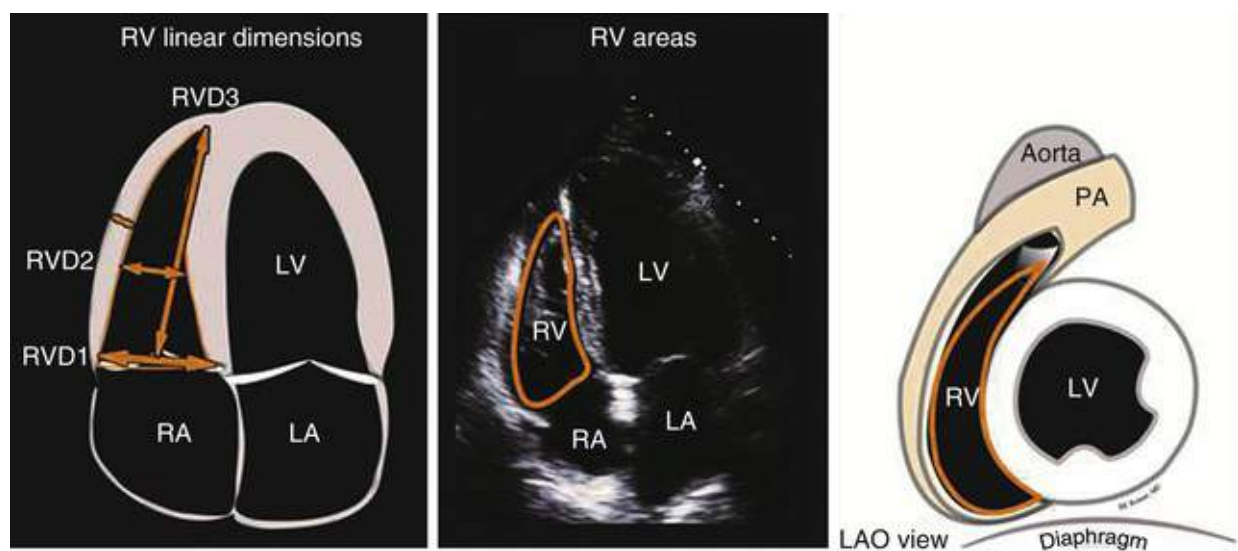 RV linear dimensions
RVD3
RVD2
LV
RVD1
RA
LA
RV areas
LV
RV
RA
LA
Aorta
PA
RV
LV
LAO view
Diaphragm